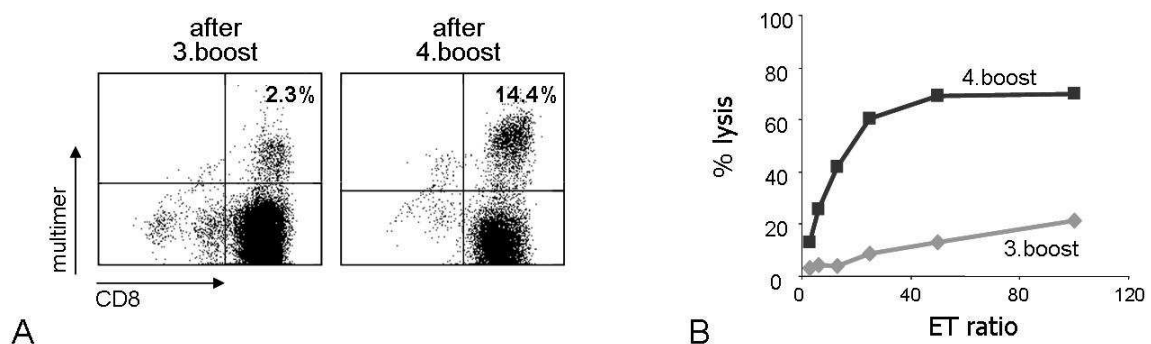 after
3.boost
after
4.boost
2.3%
14.4%
multimer
CD8
A
100
80
60
40
20
0
% lysis
4.boost
3.boost
0 40 80 120
ET ratio
B